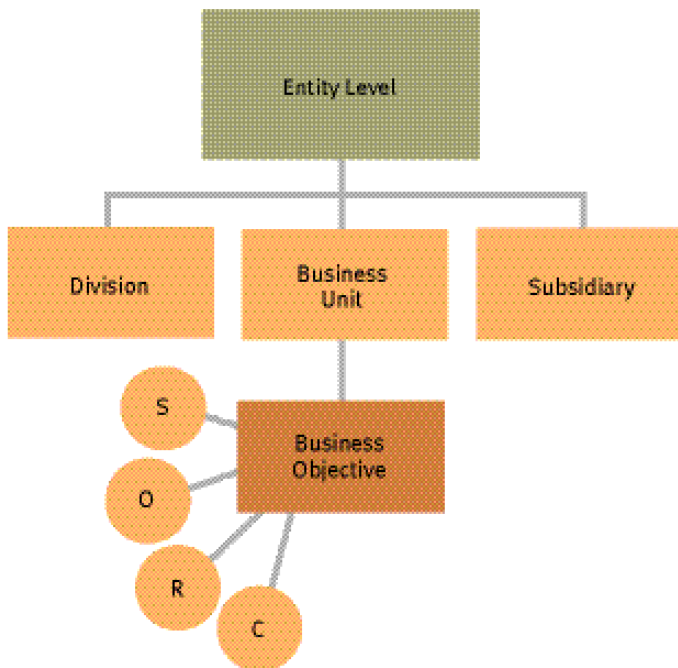 Entity Level
Division
Business
Unit
Subsidiary
S
Business
Objective
O
R
C